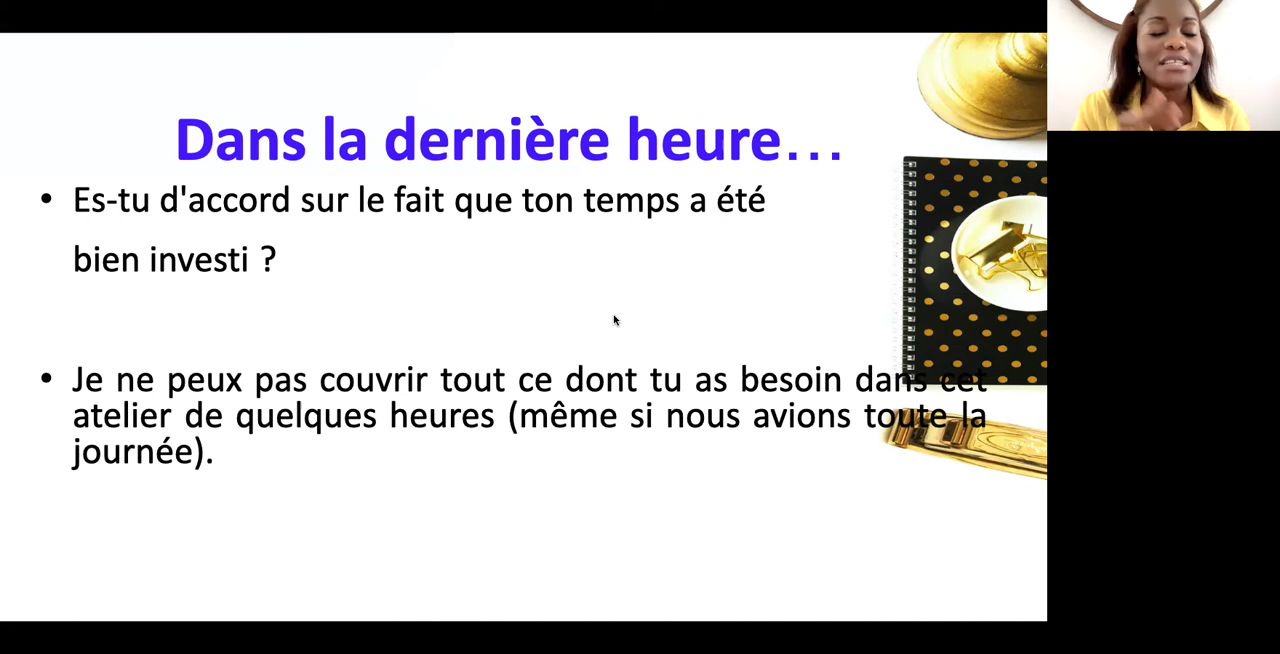 Dans la dernière heure…
• Es-tu d'accord sur le fait que ton temps a été
bien investi ?
• Je ne peux pas couvrir tout ce dont tu as besoin dans cet
atelier de quelques heures (même si nous avions toute la
journée).